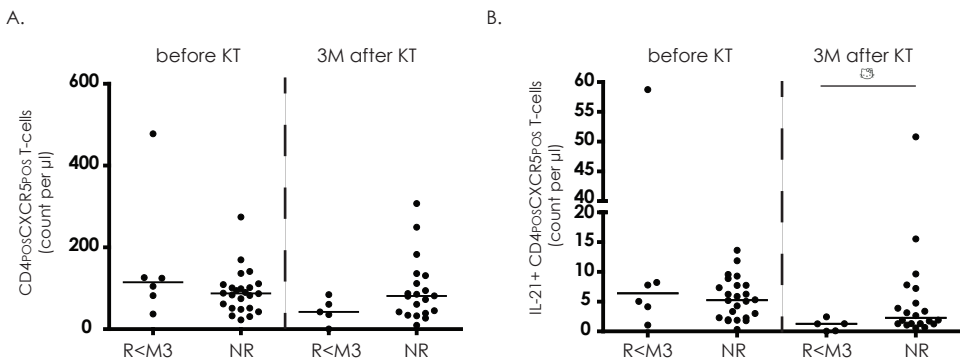 A.
before KT
3M after KT
CD4POSCXCR5POS T-cells
(count per µl)
600
400
200
0
R<M3
NR
R<M3
NR
B.
before KT
3M after KT
IL-21+ CD4POSCXCR5POS T-cells
(count per µl)
60
55
50
45
40
20
15
10
5
0
R<M3
NR
R<M3
NR